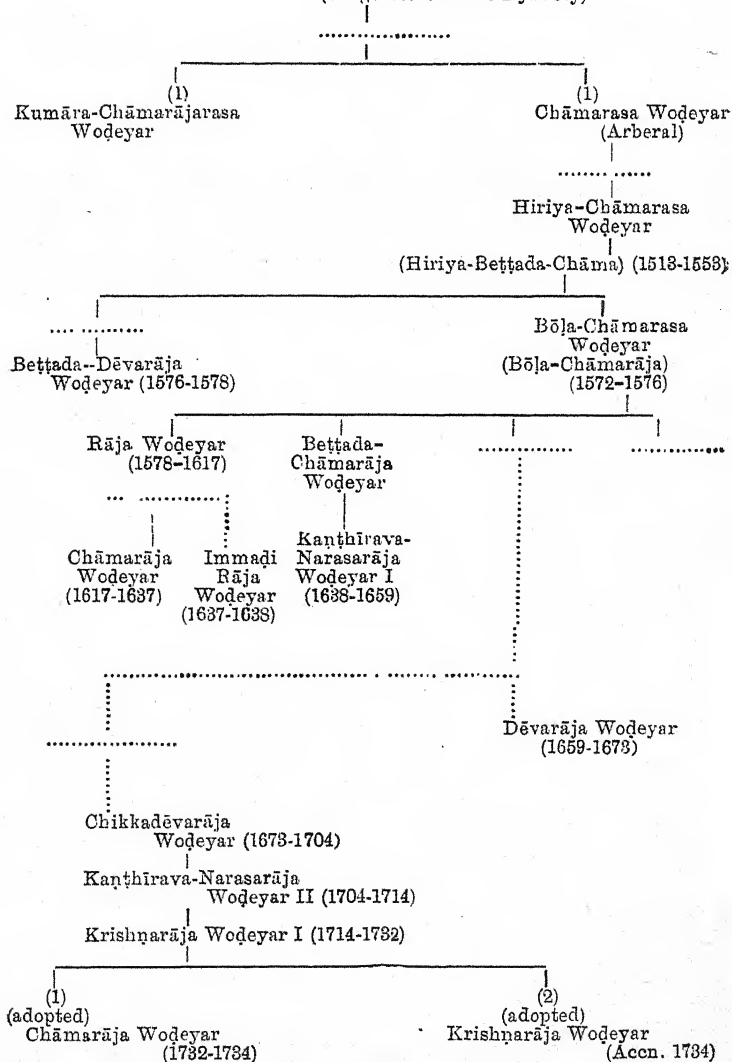 (1)
(1)
Kumāra-Chāmarājarasa
Woḍeyar
Chāmarasa Woḍeyar
(Arberal)
Hiriya-Chāmarasa
Woḍeyar
(Hiriya-Beṭṭada-Chāma) (1513-1553)
Beṭṭada--Dēvarāja
Woḍeyar (1576-1578)
Bōḷa-Chāmarasa
Woḍeyar
(Bōḷa-Chāmarāja)
(1572-1576)
Rāja Woḍeyar
(1578-1617)
Beṭṭada-
Chāmarāja
Woḍeyar
Chāmarāja
Woḍeyar
(1617-1637)
Immaḍi
Rāja
Woḍeyar
(1637-1638)
Kaṇṭhīrava-
Narasarāja
Woḍeyar I
(1638-1659)
Dēvarāja Woḍeyar
(1659-1673)
Chikkadēvarāja
Woḍeyar (1673-1704)
Kaṇṭhīrava-Narasarāja
Woḍeyar II (1704-1714)
Krishṇarāja Woḍeyar I (1714-1732)
(1)
(adopted)
Chāmarāja Woḍeyar
(1732-1734)
(2)
(adopted)
Krishṇarāja Woḍeyar
(Accn. 1734)